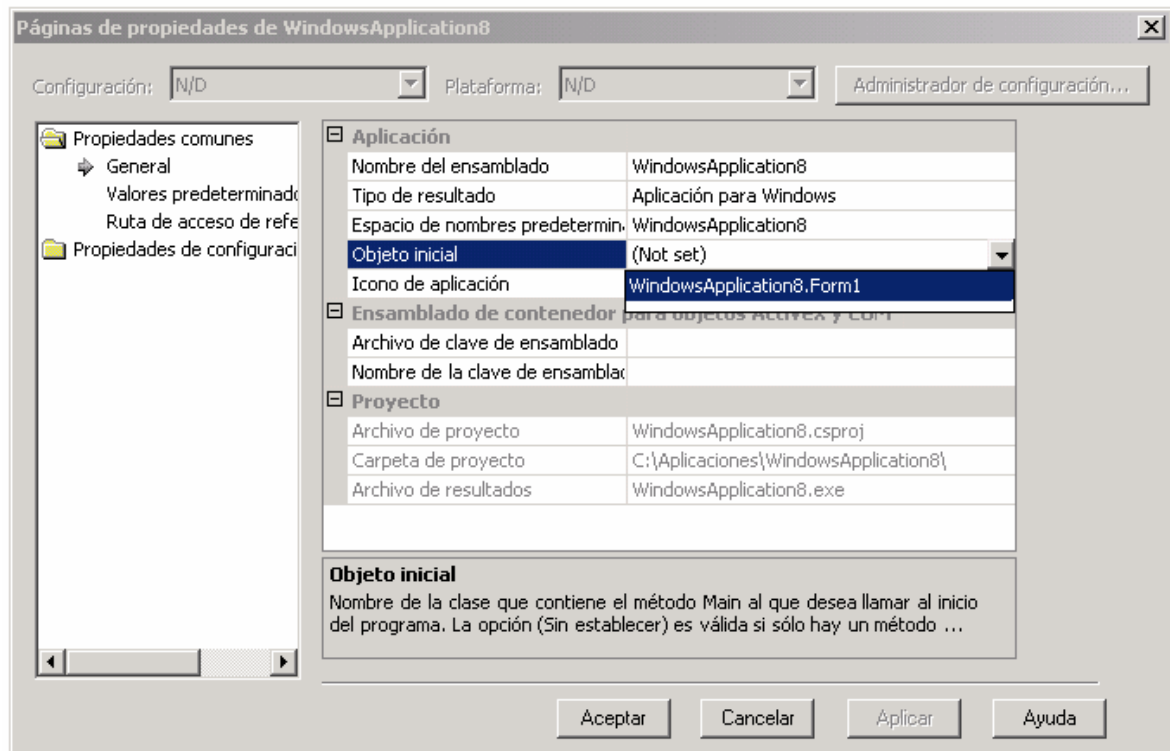 Páginas de propiedades de WindowsApplication8
Configuración: N/D Plataforma: N/D Administrador de configuración...
Propiedades comunes
General
Valores predeterminado
Ruta de acceso de refe
Propiedades de configuraci
Aplicación
Nombre del ensamblado WindowsApplication8
Tipo de resultado Aplicación para Windows
Espacio de nombres predetermin. WindowsApplication8
Objeto inicial (Not set)
Icono de aplicación WindowsApplication8.Form1
Ensamblado de contenedor para objetos ActiveX y COM
Archivo de clave de ensamblado
Nombre de la clave de ensamblac
Proyecto
Archivo de proyecto WindowsApplication8.csproj
Carpeta de proyecto C:\Aplicaciones\WindowsApplication8\
Archivo de resultados WindowsApplication8.exe
Objeto inicial
Nombre de la clase que contiene el método Main al que desea llamar al inicio
del programa. La opción (Sin establecer) es válida si sólo hay un método ...
Aceptar Cancelar Aplicar Ayuda